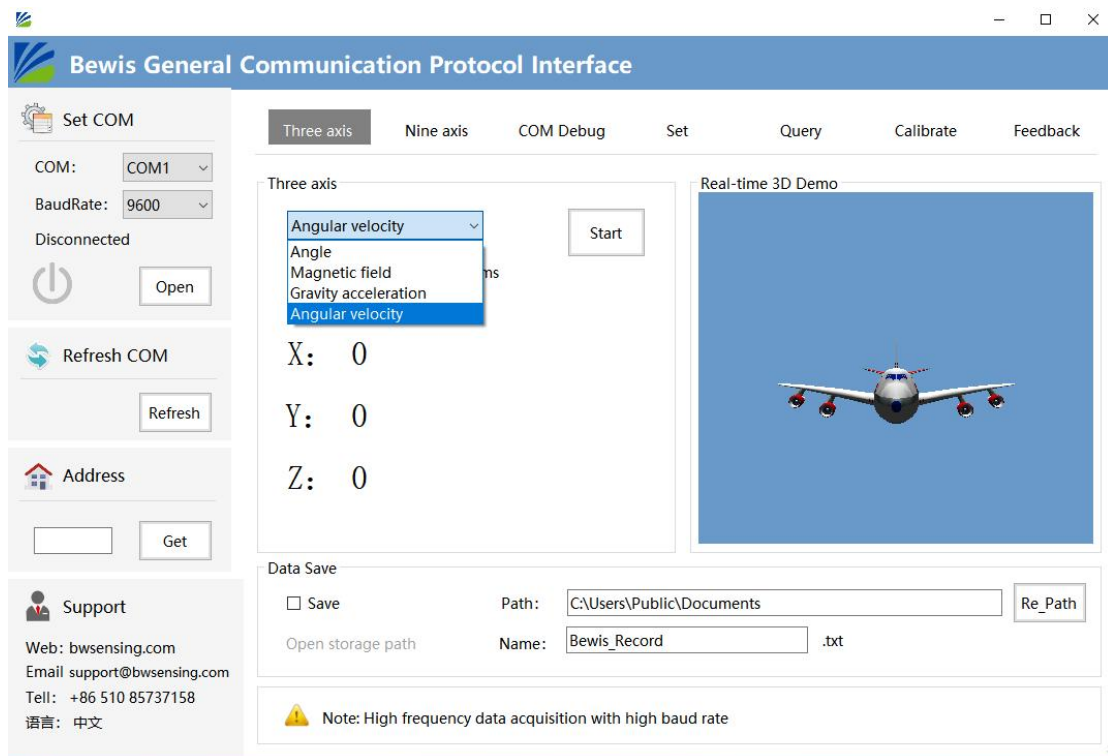 Bewis General Communication Protocol Interface
Set COM
COM:
COM1
BaudRate:
9600
Disconnected
Open
Refresh COM
Refresh
Address
Get
Support
Web: bwsensing.com
Email support@bwsensing.com
Tell: +86 510 85737158
语言: 中文
Three axis
Nine axis
COM Debug
Set
Query
Calibrate
Feedback
Three axis
Angular velocity
Start
Angle
Magnetic field
ms
Gravity acceleration
Angular velocity
X: 0
Y: 0
Z: 0
Real-time 3D Demo
Data Save
Save
Path:
C:\Users\Public\Documents
Re_Path
Open storage path
Name:
Bewis_Record
.txt
Note: High frequency data acquisition with high baud rate